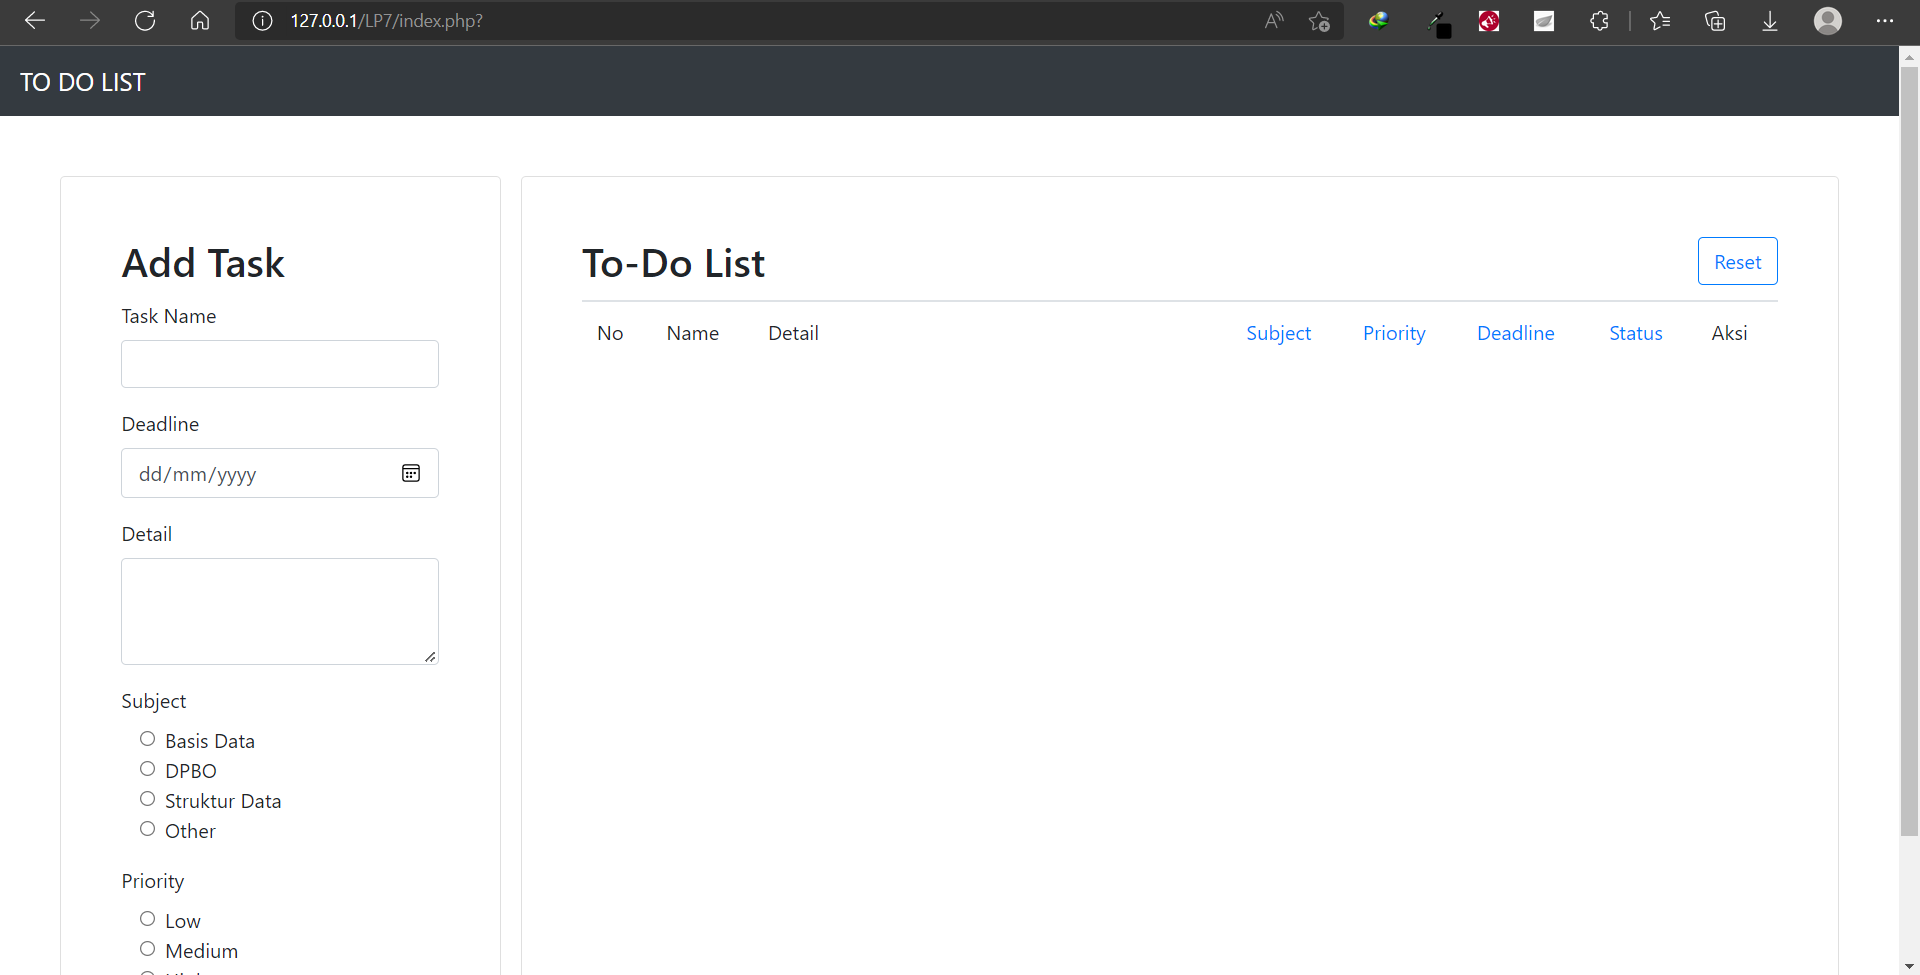 127.0.0.1/LP7/index.php?
TO DO LIST
Add Task
Task Name
Deadline
dd/mm/yyyy
Detail
Subject
Basis Data
DPBO
Struktur Data
Other
Priority
Low
Medium
To-Do List
Reset
No Name Detail Subject Priority Deadline Status Aksi